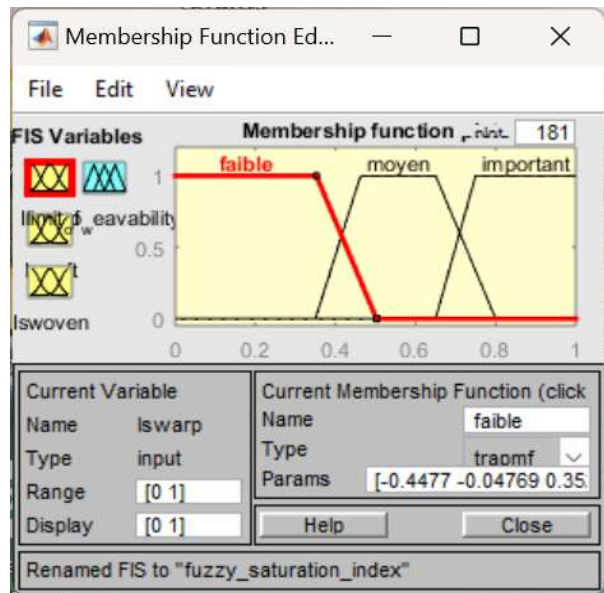 Membership Function Ed...
File Edit View
FIS Variables
Membership function 181
faible moyen important
1
0.5
0
0 0.2 0.4 0.6 0.8 1
Iswoven
Current Variable
Name Iswarp
Type input
Range [0 1]
Display [0 1]
Current Membership Function (click
Name faible
Type trapmf
Params [-0.4477 -0.04769 0.35
Help Close
Renamed FIS to "fuzzy_saturation_index"